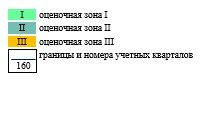 I оценочная зона I
II оценочная зона II
III оценочная зона III
границы и номера учетных кварталов
160